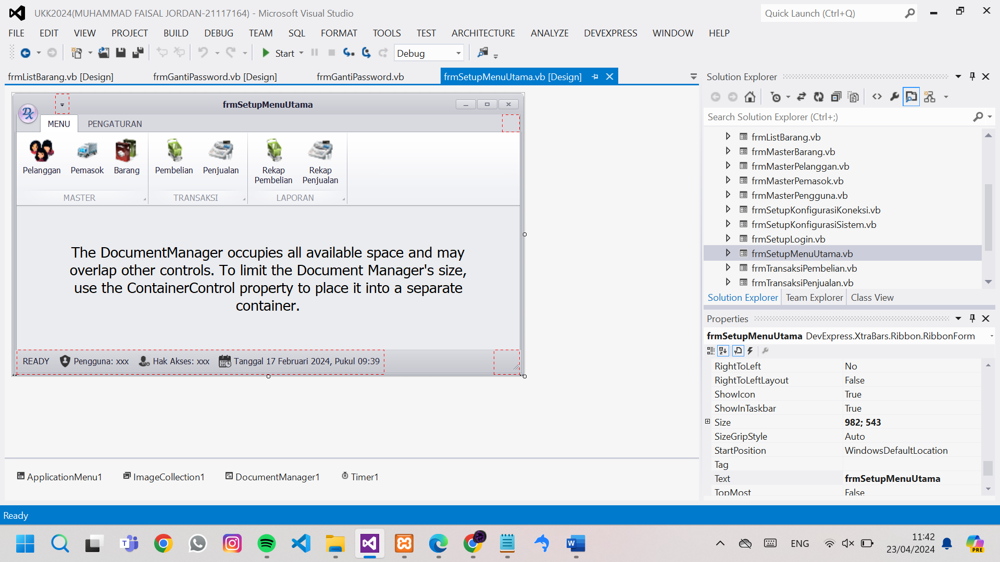 UKK2024(MUHAMMAD FAISAL JORDAN-21117164) - Microsoft Visual Studio
Quick Launch (Ctrl+Q)
FILE EDIT VIEW PROJECT BUILD DEBUG TEAM SQL FORMAT TOOLS TEST ARCHITECTURE ANALYZE DEVEXPRESS WINDOW HELP
Start Debug
frmListBarang.vb [Design] frmGantiPassword.vb [Design] frmGantiPassword.vb frmSetupMenuUtama.vb [Design]
frmSetupMenuUtama
MENU PENGATURAN
Pelanggan Pemasok Barang Pembelian Penjualan Rekap Pembelian Rekap Penjualan
MASTER TRANSAKSI LAPORAN
The DocumentManager occupies all available space and may
overlap other controls. To limit the Document Manager's size,
use the ContainerControl property to place it into a separate
container.
READY Pengguna: xxx Hak Akses: xxx Tanggal 17 Februari 2024, Pukul 09:39
ApplicationMenu1 ImageCollection1 DocumentManager1 Timer1
Solution Explorer
Search Solution Explorer (Ctrl+;)
frmListBarang.vb
frmMasterBarang.vb
frmMasterPelanggan.vb
frmMasterPemasok.vb
frmMasterPengguna.vb
frmSetupKonfigurasiKoneksi.vb
frmSetupKonfigurasiSistem.vb
frmSetupLogin.vb
frmSetupMenuUtama.vb
frmTransaksiPembelian.vb
frmTransaksiPenjualan.vb
Solution Explorer Team Explorer Class View
Properties
frmSetupMenuUtama DevExpress.XtraBars.Ribbon.RibbonForm
RightToLeft No
RightToLeftLayout False
ShowIcon True
ShowInTaskbar True
Size 982; 543
SizeGripStyle Auto
StartPosition WindowsDefaultLocation
Tag
Text frmSetupMenuUtama
TopMost False
Ready
ENG
11:42
23/04/2024
PRE